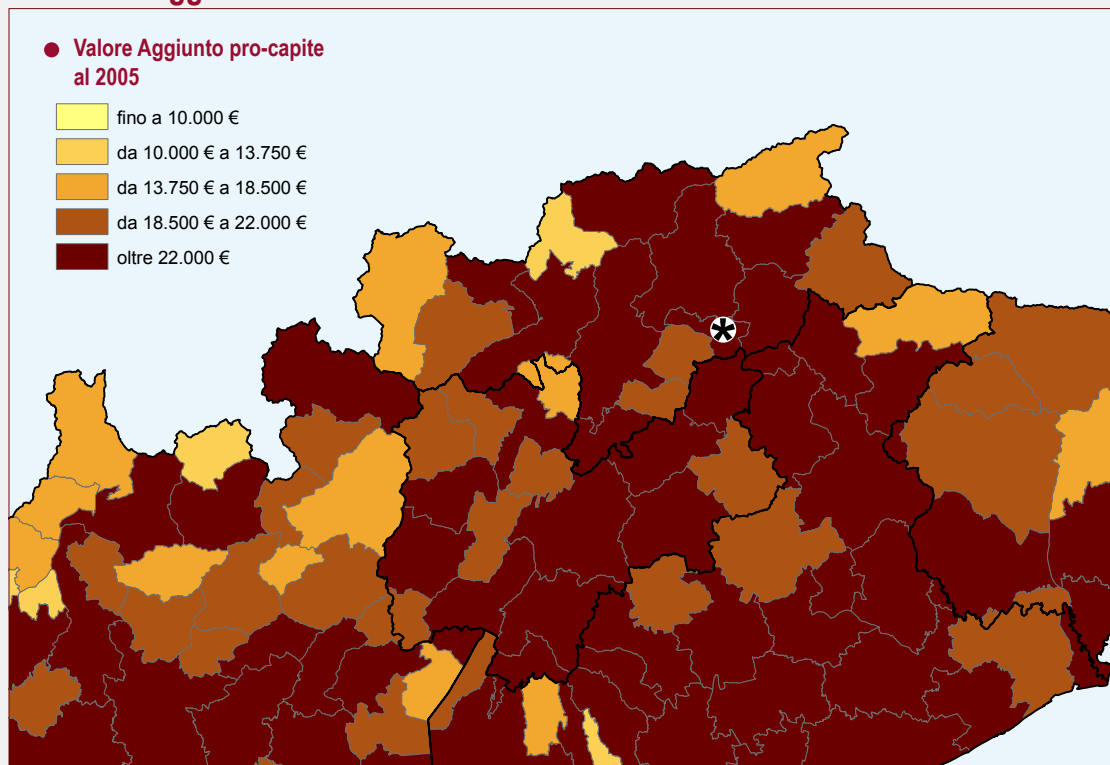 Valore Aggiunto pro-capite
al 2005
fino a 10.000 €
da 10.000 € a 13.750 €
da 13.750 € a 18.500 €
da 18.500 € a 22.000 €
oltre 22.000 €